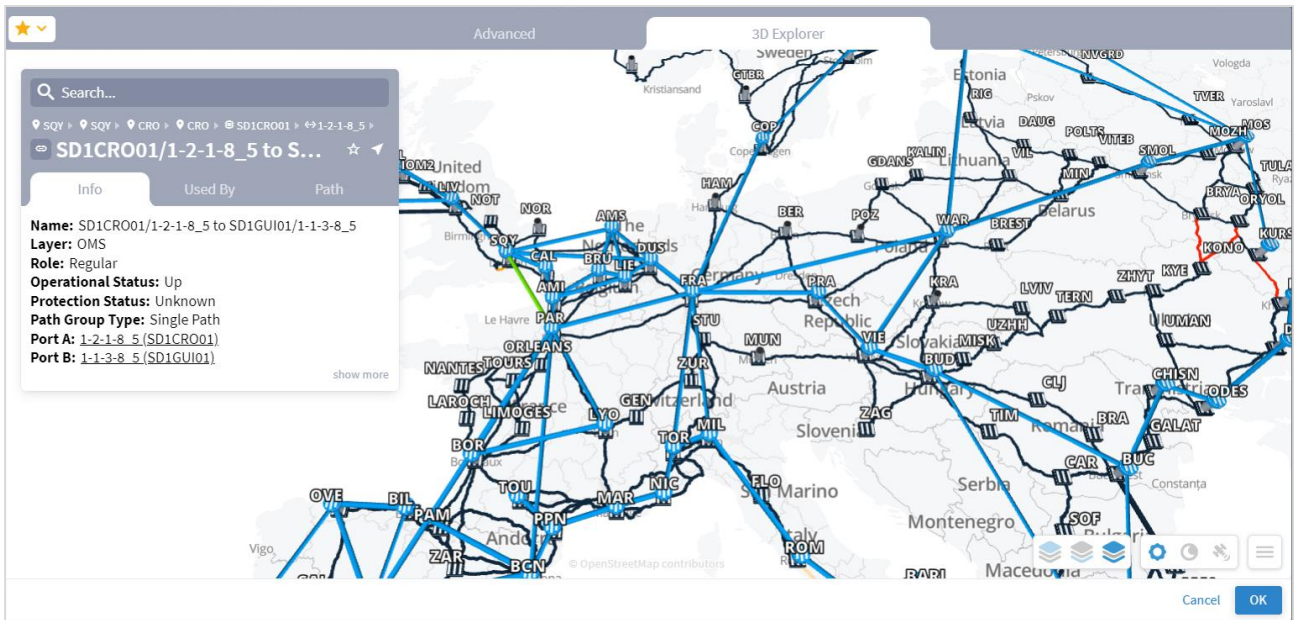 Advanced
3D Explorer
Search...
SQY ▸ SQY ▸ CRO ▸ CRO ▸ SD1CRO01 ▸ 1-2-1-8_5 ▸
SD1CRO01/1-2-1-8_5 to S...
Info
Used By
Path
Name: SD1CRO01/1-2-1-8_5 to SD1GUI01/1-1-3-8_5
Layer: OMS
Role: Regular
Operational Status: Up
Protection Status: Unknown
Path Group Type: Single Path
Port A: 1-2-1-8_5 (SD1CRO01)
Port B: 1-1-3-8_5 (SD1GUI01)
show more
Sweden
NVGRD
Vologda
GTBR
Kristiansand
Estonia
RIG
Pskov
TVER
Yaroslavl
COP
Latvia
DAUG
POLTS
VITEB
MOZH
MOS
United
GDANS
KALIN
Lithuania
VIL
SMOL
LIV
NOT
HAM
MIN
TULA
NOR
BER
POZ
WAR
BREST
Belarus
BRYA
ORYOL
AMS
The
SQY
CAL
BRU
LIE
DUS
KONO
KURS
FRA
Germany
Dresden
Poland
KRA
ZHYT
KYE
AMI
Le Havre
PAR
PRA
Czech
Republic
LVIV
TERN
UMAN
STU
UZHH
ORLEANS
MUN
VIE
Slovakia
MISK
NANTES
TOURS
ZUR
BUD
Hungary
CHISN
Austria
CLJ
ODES
LAROCH
LIMOGES
GEN
LYO
ZAG
TIM
BRA
GALAT
MIL
Slovenia
Romania
TOR
BOR
CAR
BUC
TOU
NIC
FLO
San Marino
Serbia
Constanța
OVE
BIL
MAR
PAM
PPN
Andorra
Montenegro
SOF
Bulgaria
Vigo
ZAR
BCN
Italy
ROM
© OpenStreetMap contributors
BARI
Macedonia
Cancel
OK